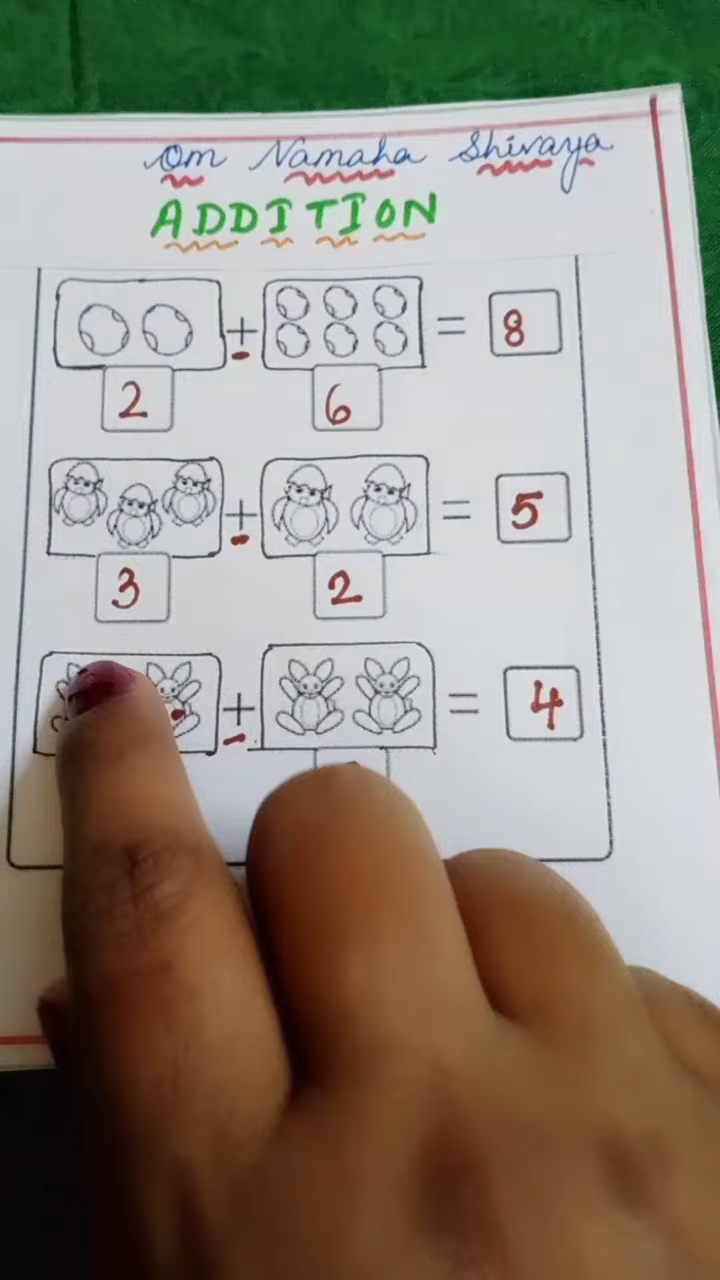 Om Namaha Shivaya
ADDITION
+ = 8
2 6
+ = 5
3 2
+ = 4